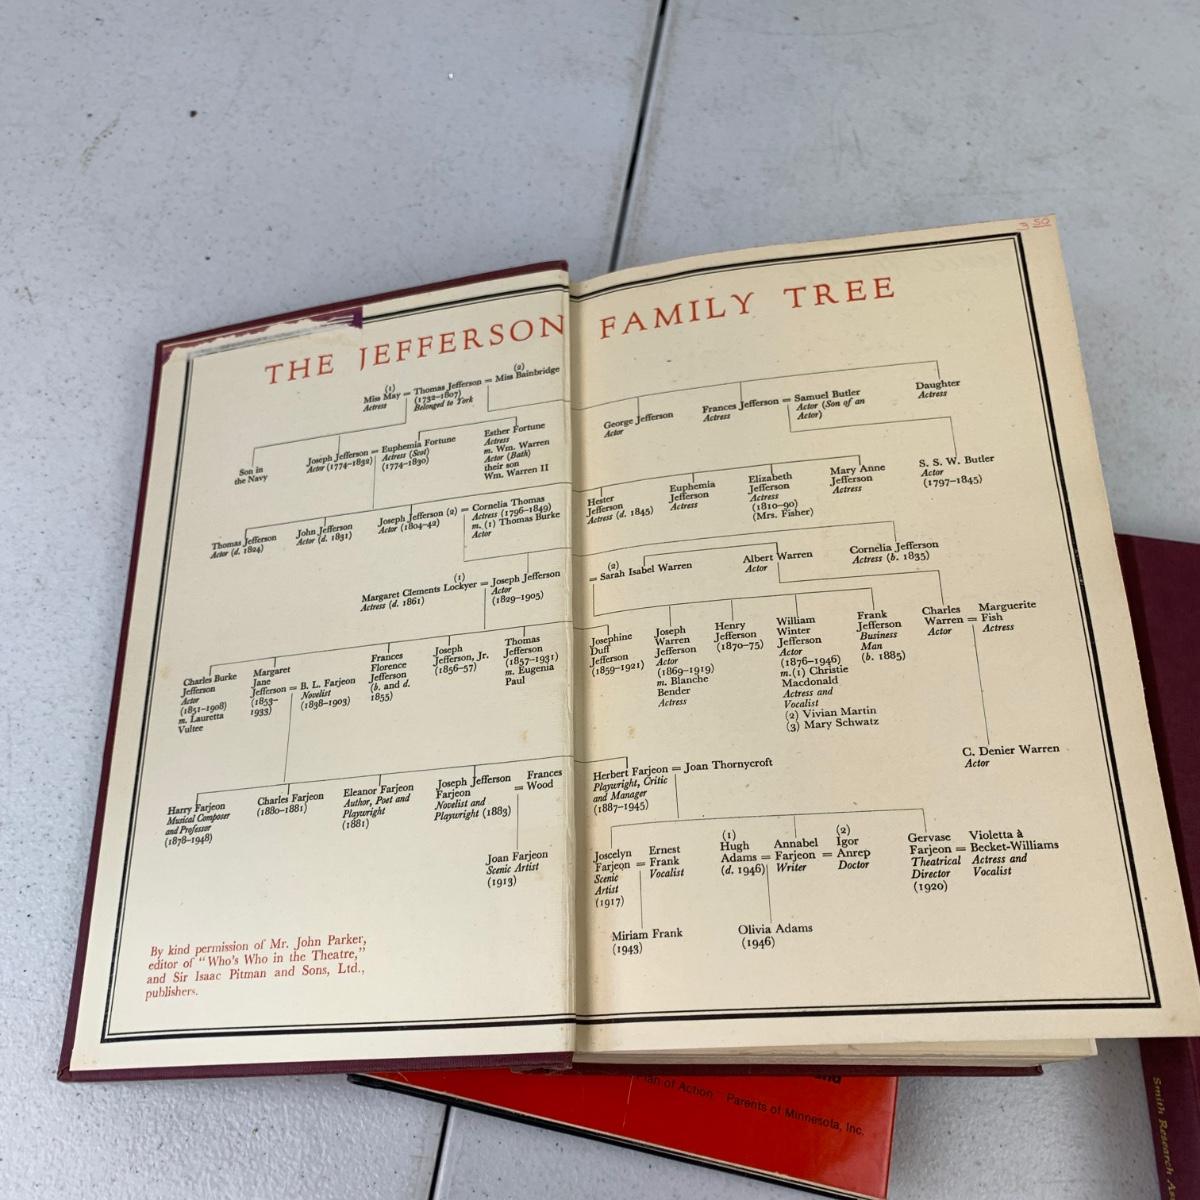 3 50
THE JEFFERSON FAMILY TREE
(1)
Miss May = Thomas Jefferson = Miss Bainbridge
Actress
(1732–1807)
Belonged to York
(2)
George Jefferson
Actor
Frances Jefferson = Samuel Butler
Actress
Actor (Son of an
Actor)
Daughter
Actress
Son in
the Navy
Joseph Jefferson = Euphemia Fortune
Actor (1774–1832)
Actress (Scot)
(1774–1830)
Esther Fortune
Actress
m. Wm. Warren
Actor (Bath)
their son
Wm. Warren II
S. S. W. Butler
Actor
(1797–1845)
Thomas Jefferson
Actor (d. 1824)
John Jefferson
Actor (d. 1831)
Joseph Jefferson (2) = Cornelia Thomas
Actor (1804–42)
Actress (1796–1849)
m. (1) Thomas Burke
Actor
Hester
Jefferson
Actress (d. 1845)
Euphemia
Jefferson
Actress
Elizabeth
Jefferson
Actress
(1810–90)
(Mrs. Fisher)
Mary Anne
Jefferson
Actress
(1)
Margaret Clements Lockyer = Joseph Jefferson
Actress (d. 1861)
Actor
(1829–1905)
(2)
= Sarah Isabel Warren
Albert Warren
Actor
Cornelia Jefferson
Actress (b. 1835)
Charles Burke
Jefferson
Actor
(1851–1908)
m. Lauretta
Vultee
Margaret
Jane
Jefferson = B. L. Farjeon
(1853–
1933)
Novelist
(1838–1903)
Frances
Florence
Jefferson
(b. and d.
1855)
Joseph
Jefferson, Jr.
(1856–57)
Thomas
Jefferson
(1857–1931)
m. Eugenia
Paul
Josephine
Duff
Jefferson
(1859–1921)
Joseph
Warren
Jefferson
Actor
(1869–1919)
m. Blanche
Bender
Actress
Henry
Jefferson
(1870–75)
William
Winter
Jefferson
Actor
(1876–1946)
m.(1) Christie
Macdonald
Actress and
Vocalist
(2) Vivian Martin
(3) Mary Schwatz
Frank
Jefferson
Business
Man
(b. 1885)
Charles
Warren =
Actor
Marguerite
Fish
Actress
C. Denier Warren
Actor
Harry Farjeon
Musical Composer
and Professor
(1878–1948)
Charles Farjeon
(1880–1881)
Eleanor Farjeon
Author, Poet and
Playwright
(1881)
Joseph Jefferson
Farjeon
Novelist and
Playwright (1883)
=
Frances
Wood
Herbert Farjeon = Joan Thornycroft
Playwright, Critic
and Manager
(1887–1945)
Joan Farjeon
Scenic Artist
(1913)
Joscelyn
Farjeon =
Scenic
Artist
(1917)
Ernest
Frank
Vocalist
(1)
Hugh
Adams =
(d. 1946)
Annabel
Farjeon =
Writer
(2)
Igor
Anrep
Doctor
Gervase
Farjeon =
Theatrical
Director
(1920)
Violetta à
Becket-Williams
Actress and
Vocalist
Miriam Frank
(1943)
Olivia Adams
(1946)
By kind permission of Mr. John Parker,
editor of "Who's Who in the Theatre,"
and Sir Isaac Pitman and Sons, Ltd.,
publishers.
of Action Parents of Minnesota, Inc.
Smith Research